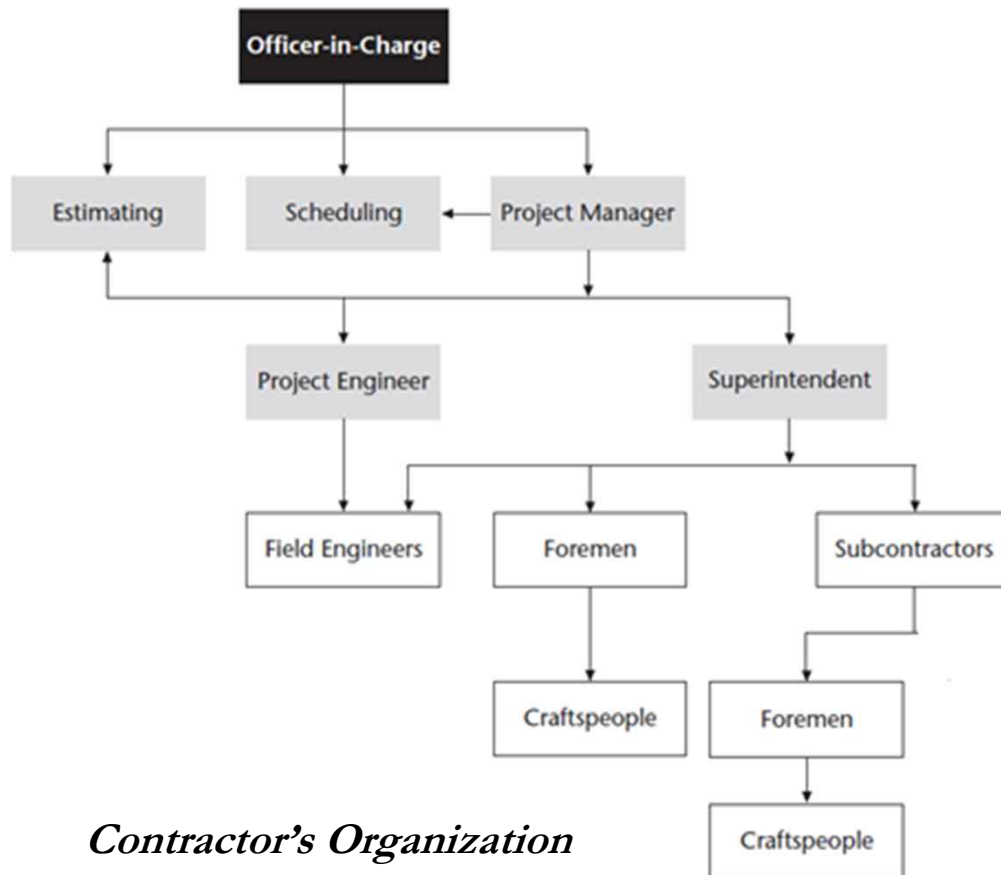 Officer-in-Charge
Estimating
Scheduling
Project Manager
Project Engineer
Superintendent
Field Engineers
Foremen
Subcontractors
Craftspeople
Foremen
Contractor’s Organization
Craftspeople